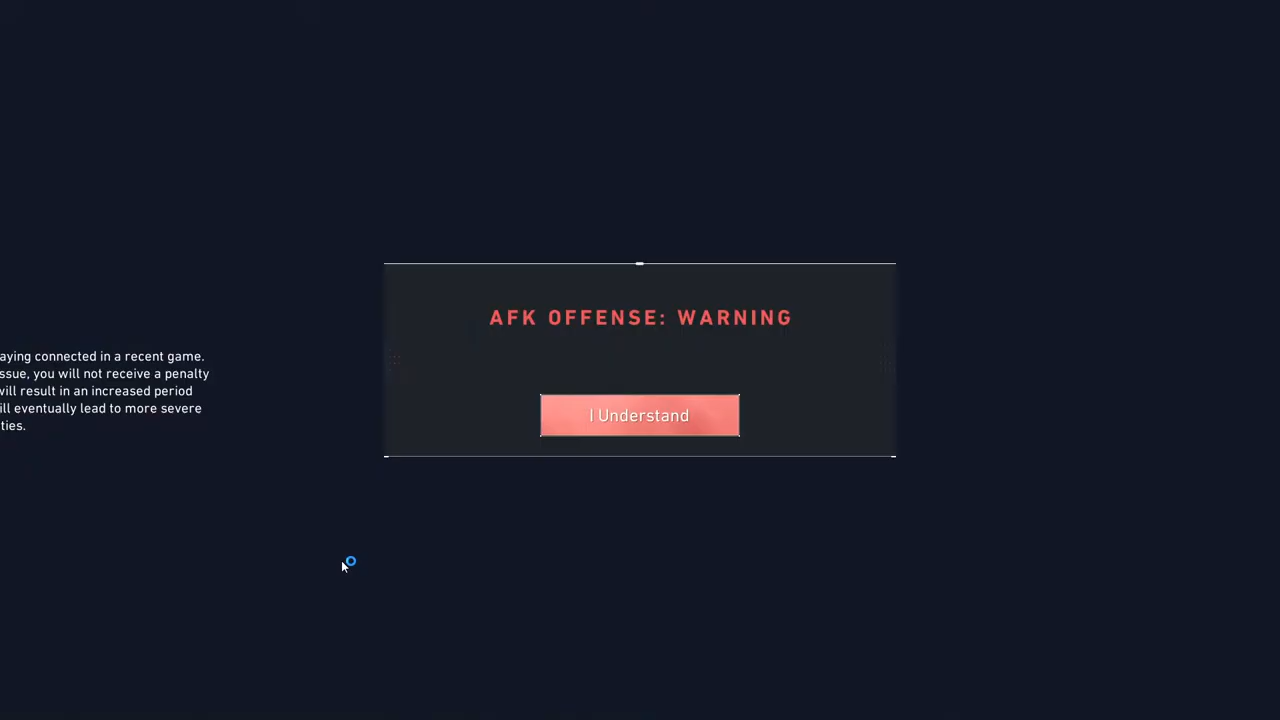 AFK OFFENSE: WARNING
aying connected in a recent game.
ssue, you will not receive a penalty
will result in an increased period
ill eventually lead to more severe
ties.
I Understand